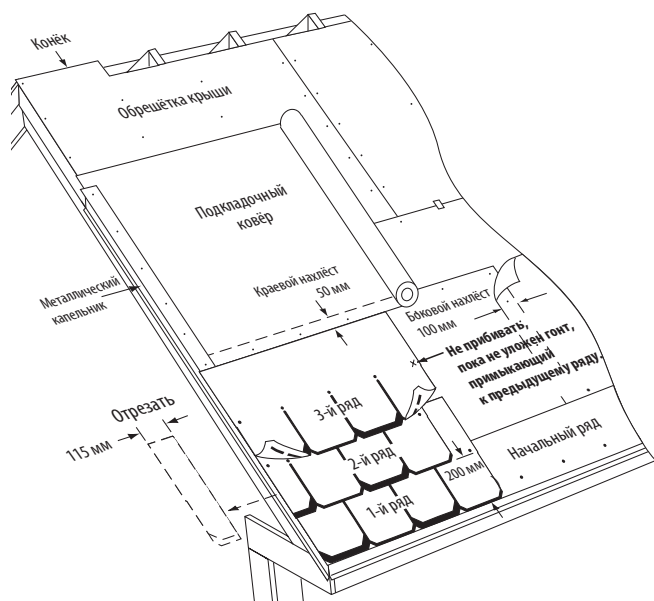 Конёк
Обрешётка крыши
Подкладочный
ковёр
Краевой нахлёст
50 мм
Металлический
капельник
Боковой нахлёст
100 мм
Не прибивать,
пока не уложен гонт,
примыкающий
к предыдущему ряду.
x
Отрезать
115 мм
3-й ряд
2-й ряд
1-й ряд
200 мм
Начальный ряд